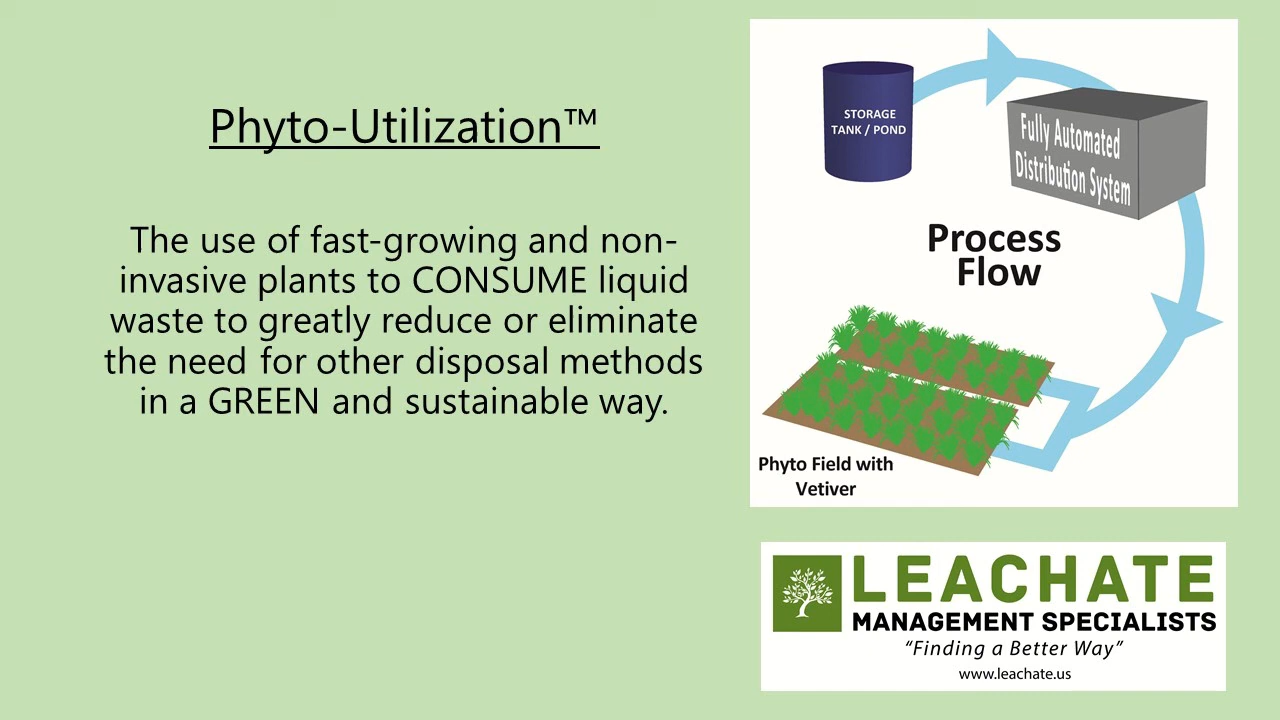 Phyto-Utilization™
The use of fast-growing and non-
invasive plants to CONSUME liquid
waste to greatly reduce or eliminate
the need for other disposal methods
in a GREEN and sustainable way.
STORAGE
TANK / POND
Fully Automated
Distribution System
Process
Flow
Phyto Field with
Vetiver
LEACHATE
MANAGEMENT SPECIALISTS
“Finding a Better Way”
www.leachate.us